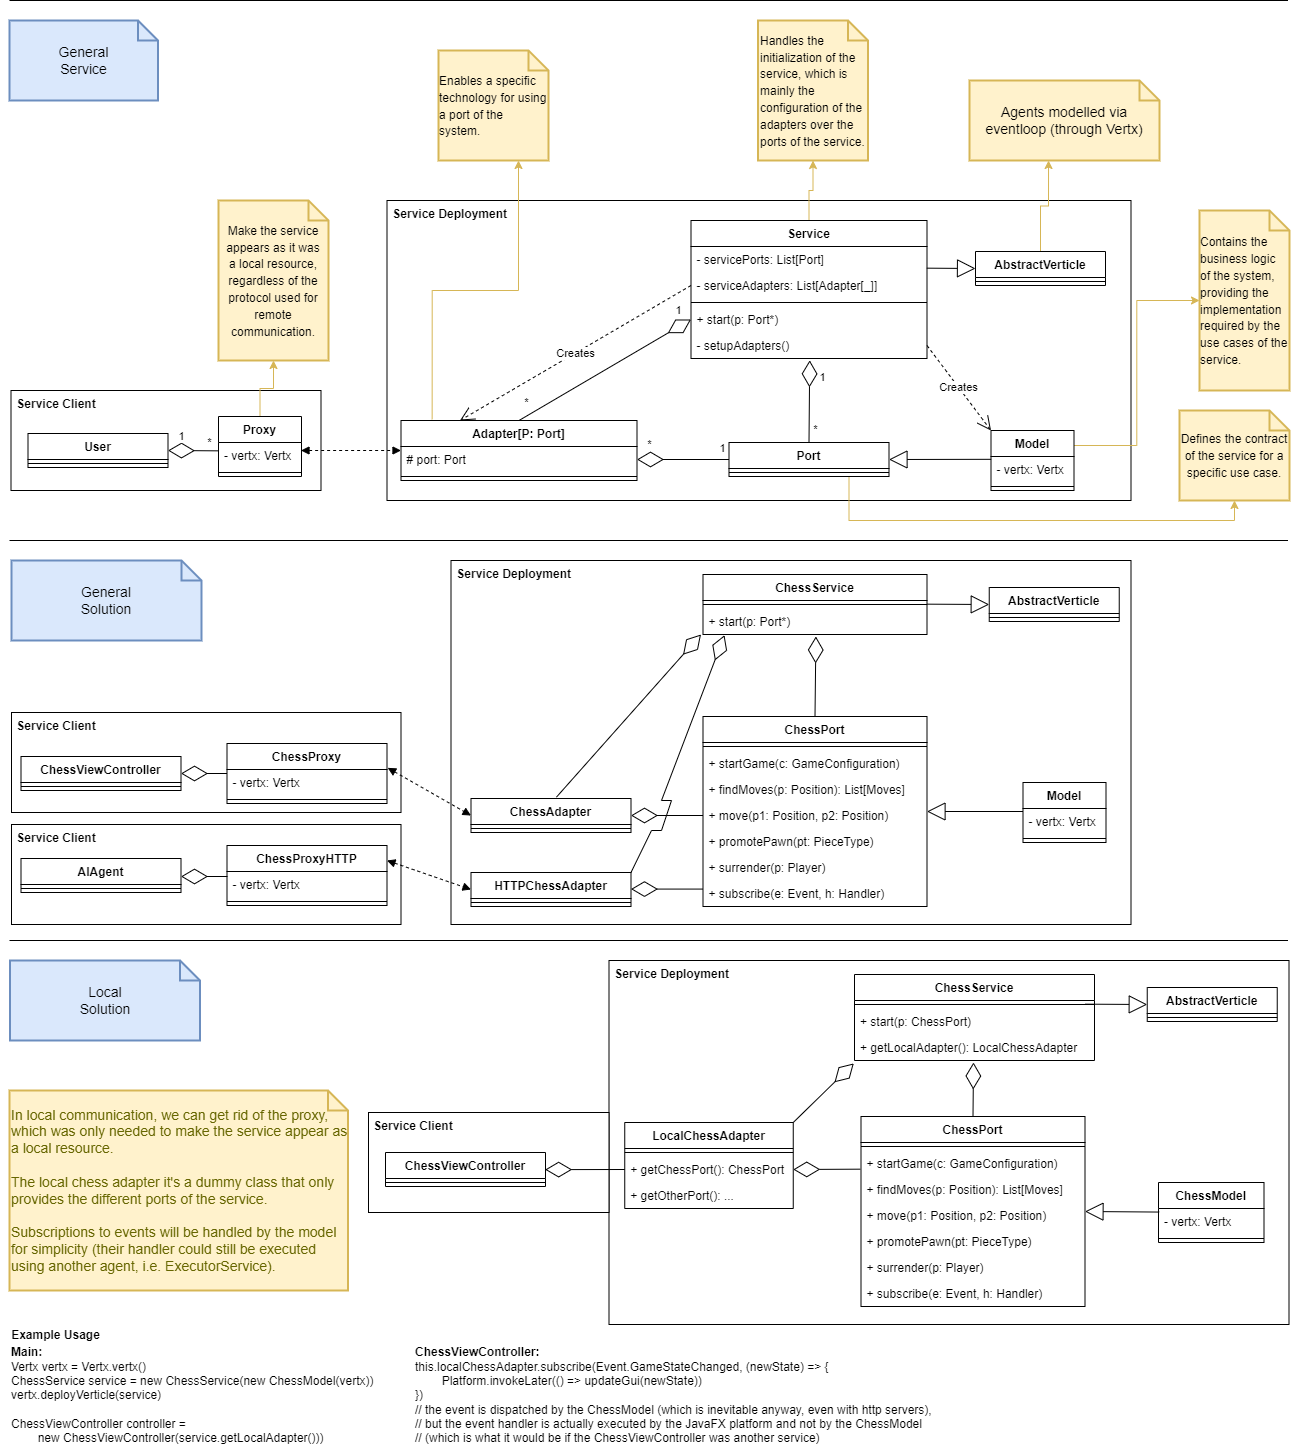 General
Service
Enables a specific
technology for using
a port of the
system.
Handles the
initialization of the
service, which is
mainly the
configuration of the
adapters over the
ports of the service.
Agents modelled via
eventloop (through Vertx)
Make the service
appears as it was
a local resource,
regardless of the
protocol used for
remote
communication.
Contains the
business logic
of the system,
providing the
implementation
required by the
use cases of the
service.
Defines the contract
of the service for a
specific use case.
Service Deployment
Service
- servicePorts: List[Port]
- serviceAdapters: List[Adapter[_]]
+ start(p: Port*)
- setupAdapters()
AbstractVerticle
Creates
1
*
1
*
Creates
Service Client
User
1
*
Proxy
- vertx: Vertx
Adapter[P: Port]
# port: Port
*
1
Port
Model
- vertx: Vertx
General
Solution
Service Deployment
ChessService
+ start(p: Port*)
AbstractVerticle
Service Client
ChessViewController
ChessProxy
- vertx: Vertx
Service Client
AIAgent
ChessProxyHTTP
- vertx: Vertx
ChessAdapter
HTTPChessAdapter
ChessPort
+ startGame(c: GameConfiguration)
+ findMoves(p: Position): List[Moves]
+ move(p1: Position, p2: Position)
+ promotePawn(pt: PieceType)
+ surrender(p: Player)
+ subscribe(e: Event, h: Handler)
Model
- vertx: Vertx
Local
Solution
In local communication, we can get rid of the proxy,
which was only needed to make the service appear as
a local resource.
The local chess adapter it's a dummy class that only
provides the different ports of the service.
Subscriptions to events will be handled by the model
for simplicity (their handler could still be executed
using another agent, i.e. ExecutorService).
Service Deployment
ChessService
+ start(p: ChessPort)
+ getLocalAdapter(): LocalChessAdapter
AbstractVerticle
Service Client
ChessViewController
LocalChessAdapter
+ getChessPort(): ChessPort
+ getOtherPort(): ...
ChessPort
+ startGame(c: GameConfiguration)
+ findMoves(p: Position): List[Moves]
+ move(p1: Position, p2: Position)
+ promotePawn(pt: PieceType)
+ surrender(p: Player)
+ subscribe(e: Event, h: Handler)
ChessModel
- vertx: Vertx
Example Usage
Main:
Vertx vertx = Vertx.vertx()
ChessService service = new ChessService(new ChessModel(vertx))
vertx.deployVerticle(service)
ChessViewController controller =
new ChessViewController(service.getLocalAdapter()))
ChessViewController:
this.localChessAdapter.subscribe(Event.GameStateChanged, (newState) => {
Platform.invokeLater(() => updateGui(newState))
})
// the event is dispatched by the ChessModel (which is inevitable anyway, even with http servers),
// but the event handler is actually executed by the JavaFX platform and not by the ChessModel
// (which is what it would be if the ChessViewController was another service)